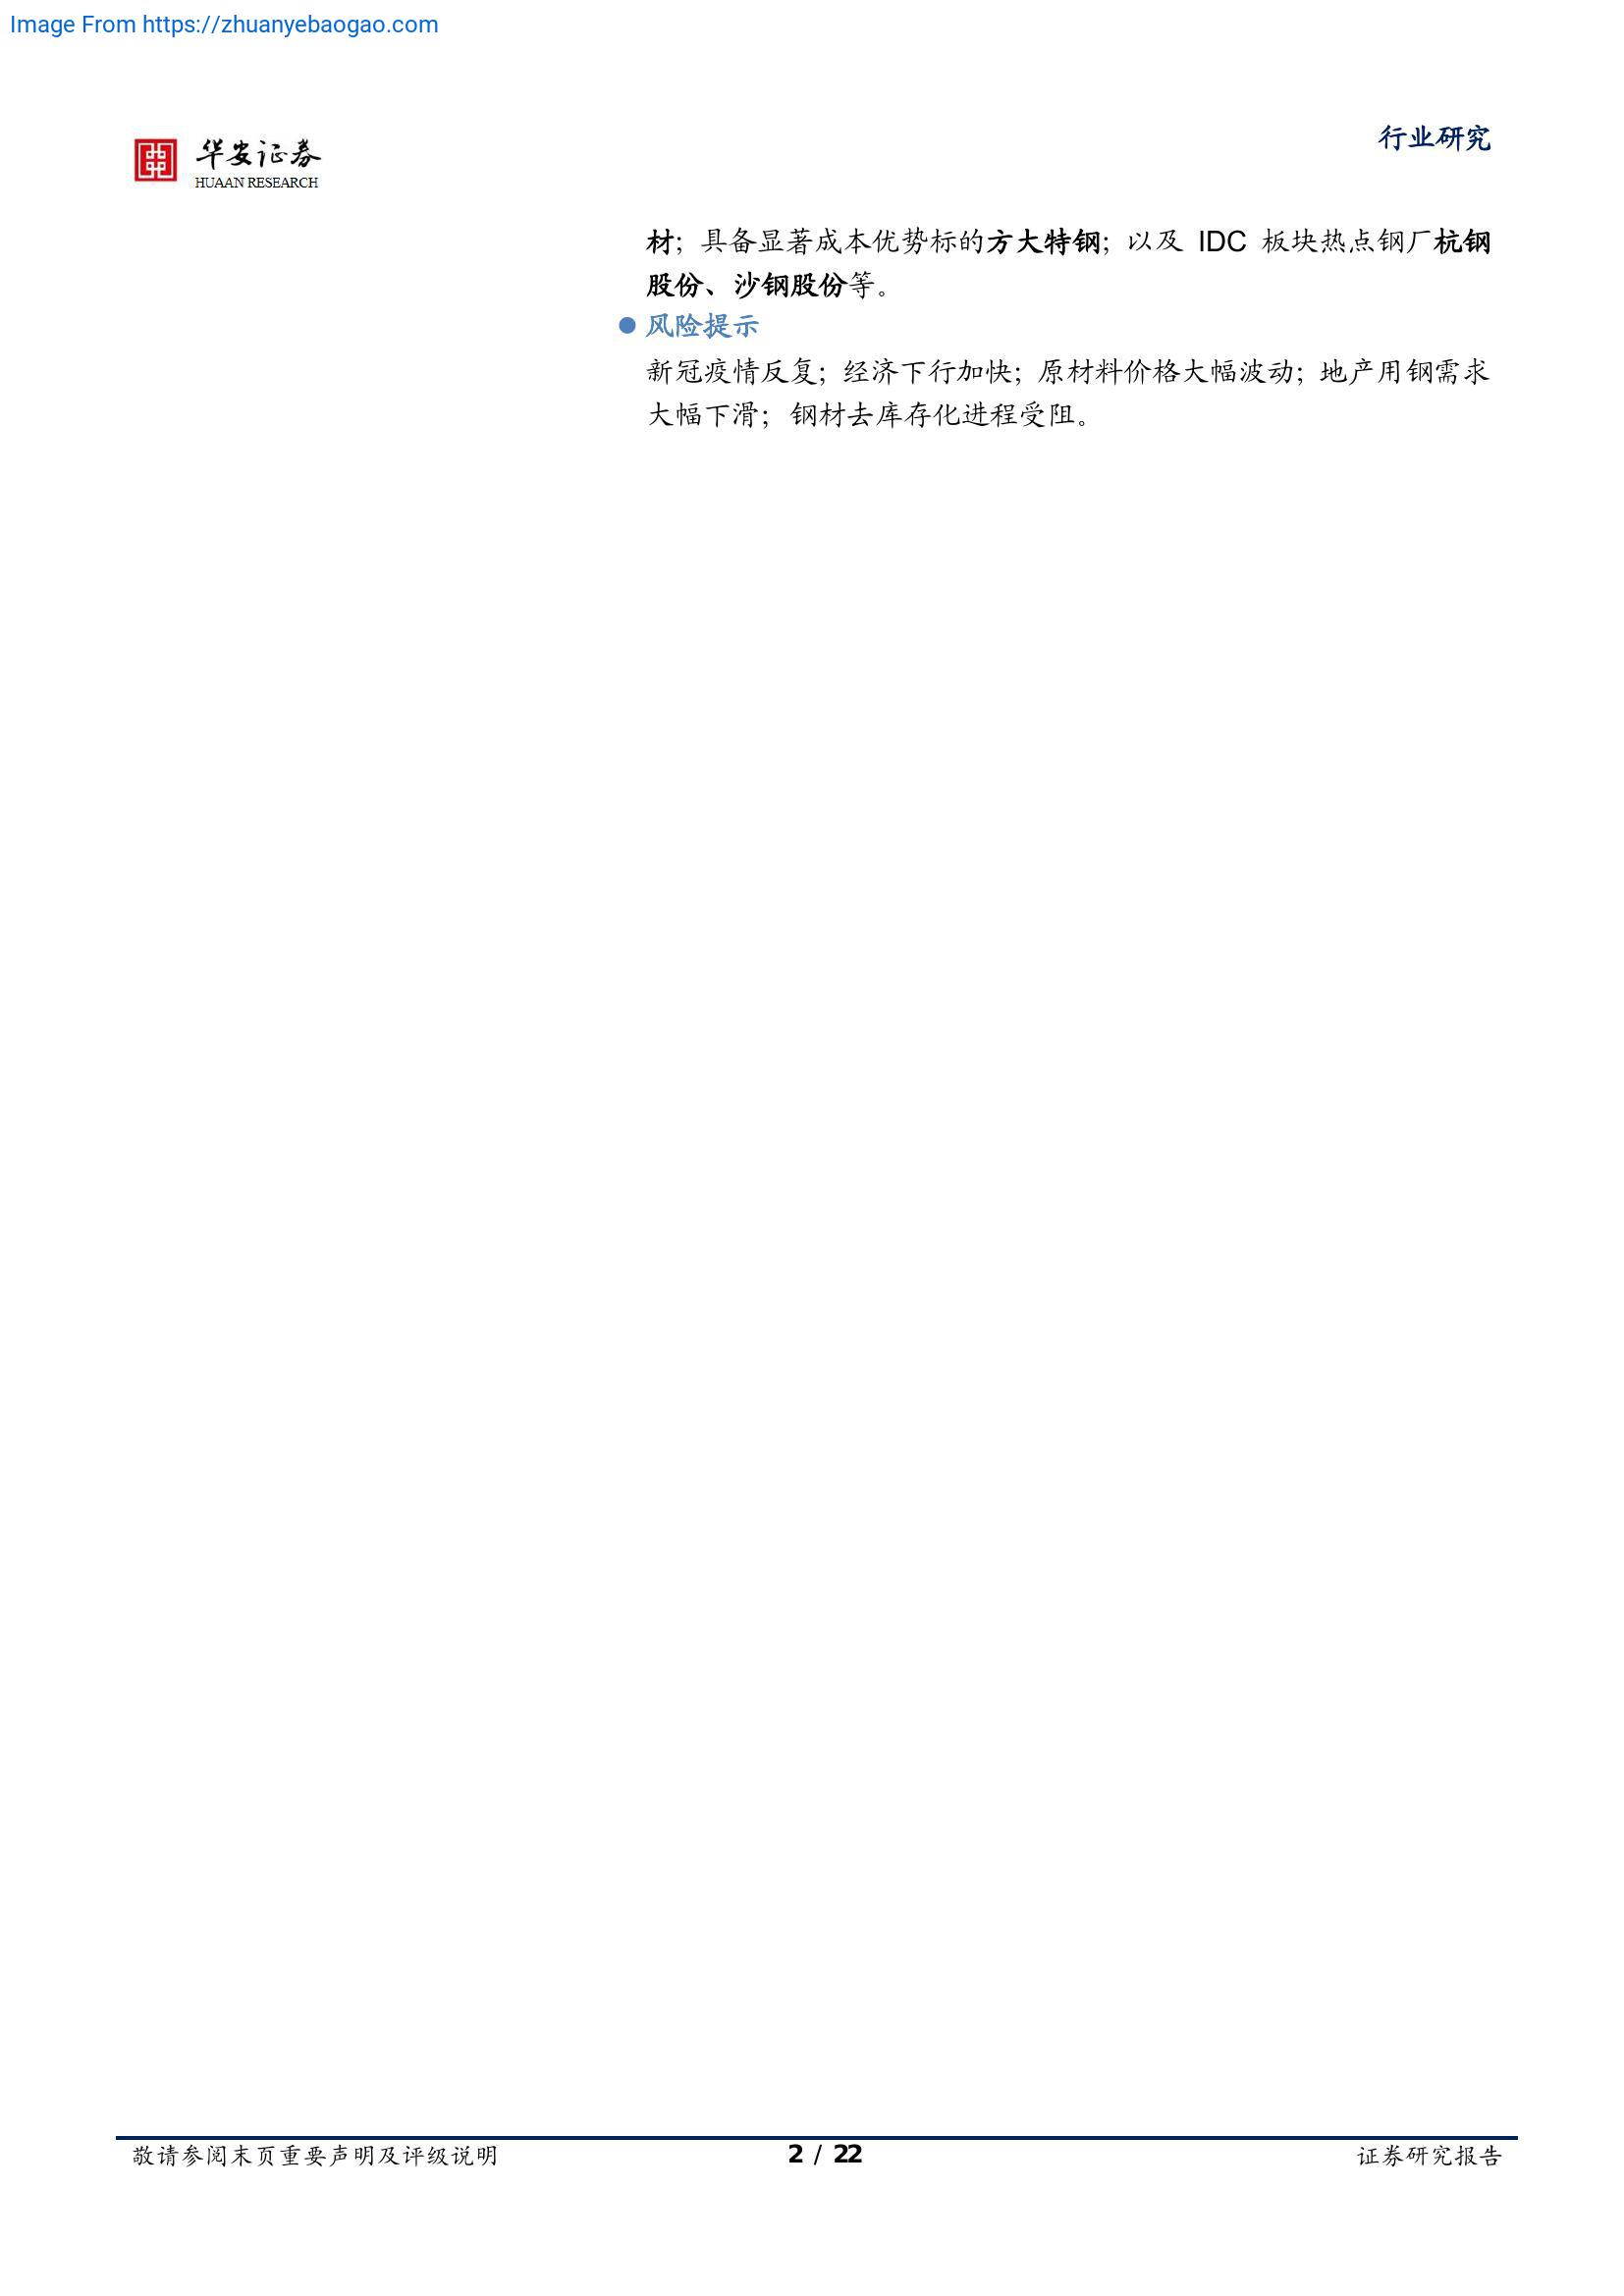 Image From https://zhuanyebaogao.com
华安证券
HUAAN RESEARCH
行业研究
材；具备显著成本优势标的方大特钢；以及 IDC 板块热点钢厂杭钢
股份、沙钢股份等。
● 风险提示
新冠疫情反复；经济下行加快；原材料价格大幅波动；地产用钢需求
大幅下滑；钢材去库存化进程受阻。
敬请参阅末页重要声明及评级说明
2 / 22
证券研究报告